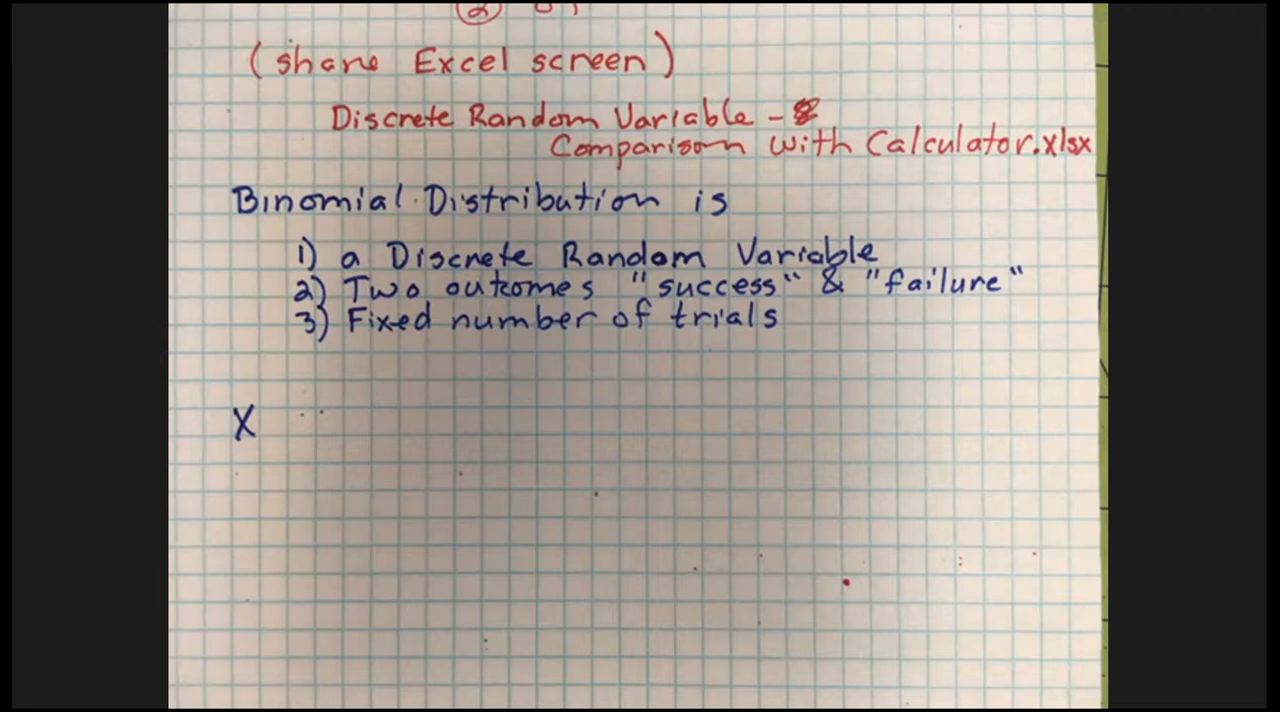 (share Excel screen)
Discrete Random Variable -
Comparison with Calculator.xlsx
Binomial Distribution is
1) a Discrete Random Variable
2) Two outcomes "success" & "failure"
3) Fixed number of trials
X